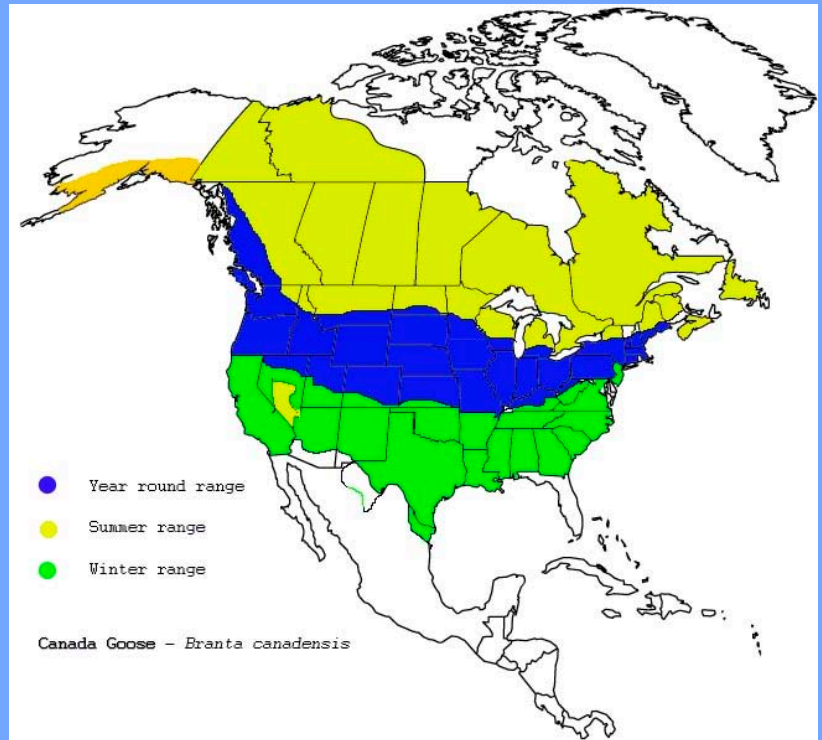 Year round range
Summer range
Winter range
Canada Goose – Branta canadensis